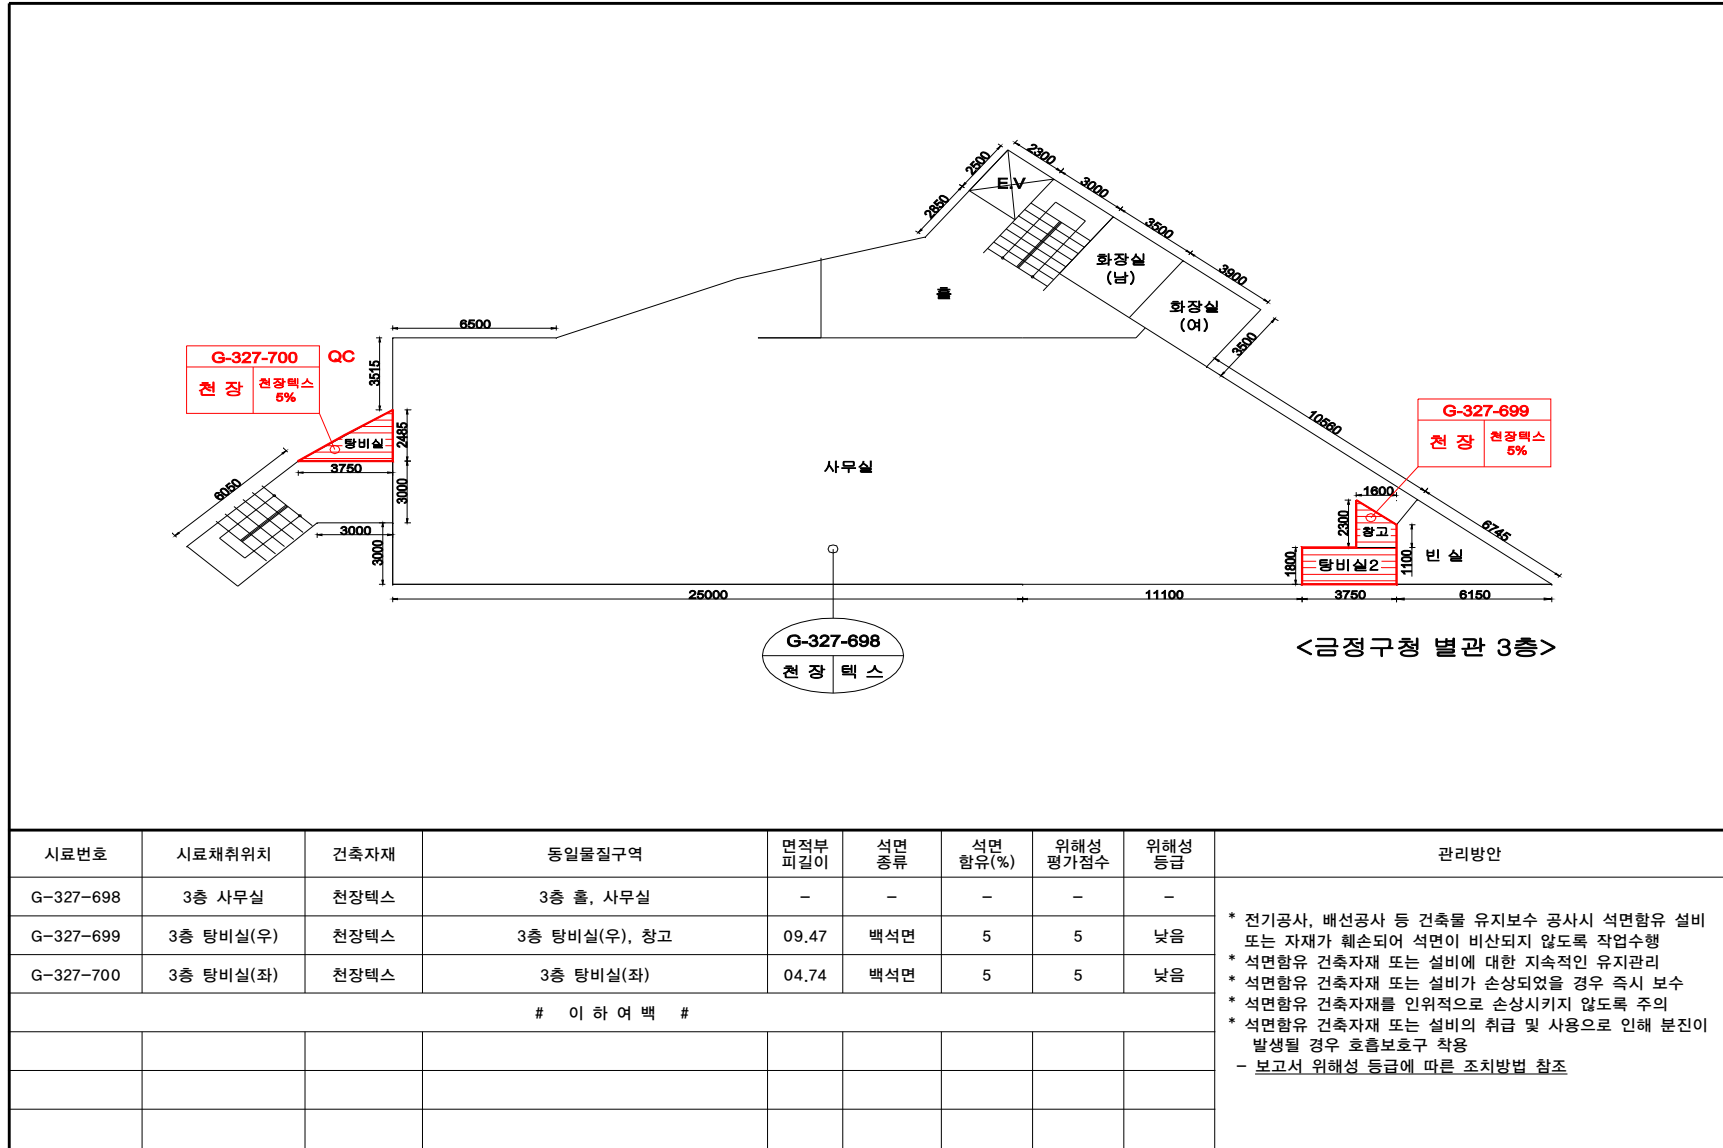 2300
2500
E.V
3000
2850
3500
화장실
(남)
3900
홀
화장실
(여)
6500
3500
G-327-700
QC
천 장
천장텍스
5%
3515
G-327-699
천 장
천장텍스
5%
10560
탕비실
2485
3750
사무실
6050
3000
1600
2300
창고
6745
3000
3000
1800
탕비실2
1100
빈 실
25000
11100
3750
6150
G-327-698
천 장
텍 스
<금정구청 별관 3층>
시료번호 시료채취위치 건축자재 동일물질구역 면적부피길이 석면종류 석면함유(%) 위해성평가점수 위해성등급 관리방안
G-327-698 3층 사무실 천장텍스 3층 홀, 사무실 - - - - -
G-327-699 3층 탕비실(우) 천장텍스 3층 탕비실(우), 창고 09.47 백석면 5 5 낮음
G-327-700 3층 탕비실(좌) 천장텍스 3층 탕비실(좌) 04.74 백석면 5 5 낮음
# 이 하 여 백 #
* 전기공사, 배선공사 등 건축물 유지보수 공사시 석면함유 설비
또는 자재가 훼손되어 석면이 비산되지 않도록 작업수행
* 석면함유 건축자재 또는 설비에 대한 지속적인 유지관리
* 석면함유 건축자재 또는 설비가 손상되었을 경우 즉시 보수
* 석면함유 건축자재를 인위적으로 손상시키지 않도록 주의
* 석면함유 건축자재 또는 설비의 취급 및 사용으로 인해 분진이
발생될 경우 호흡보호구 착용
- 보고서 위해성 등급에 따른 조치방법 참조